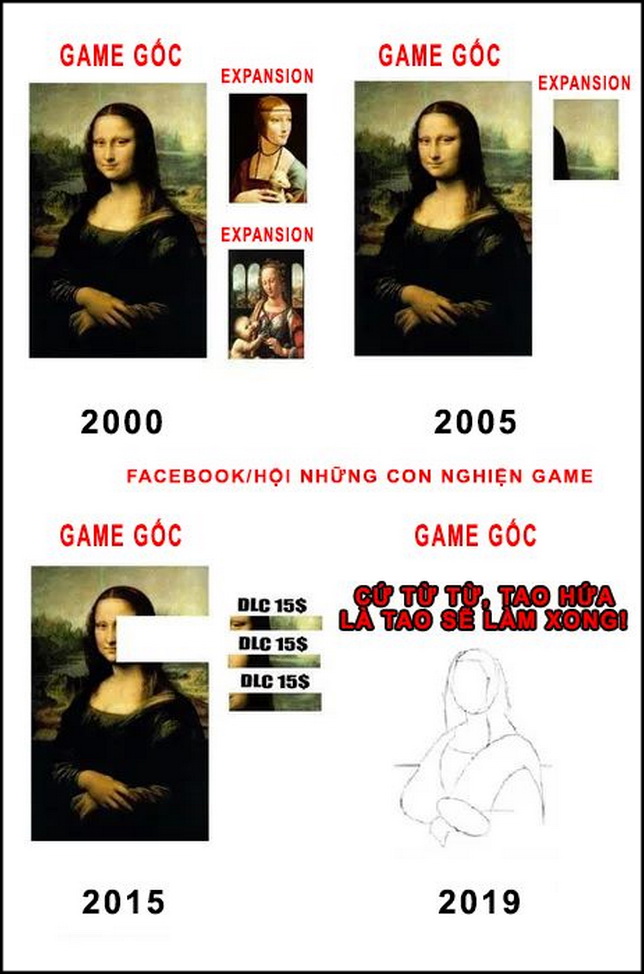 GAME GỐC
EXPANSION
EXPANSION
2000
GAME GỐC
EXPANSION
2005
FACEBOOK/HỘI NHỮNG CON NGHIỆN GAME
GAME GỐC
DLC 15$
DLC 15$
DLC 15$
2015
GAME GỐC
CỨ TỪ TỪ, TAO HỨA
LÀ TAO SẼ LÀM XONG!
2019